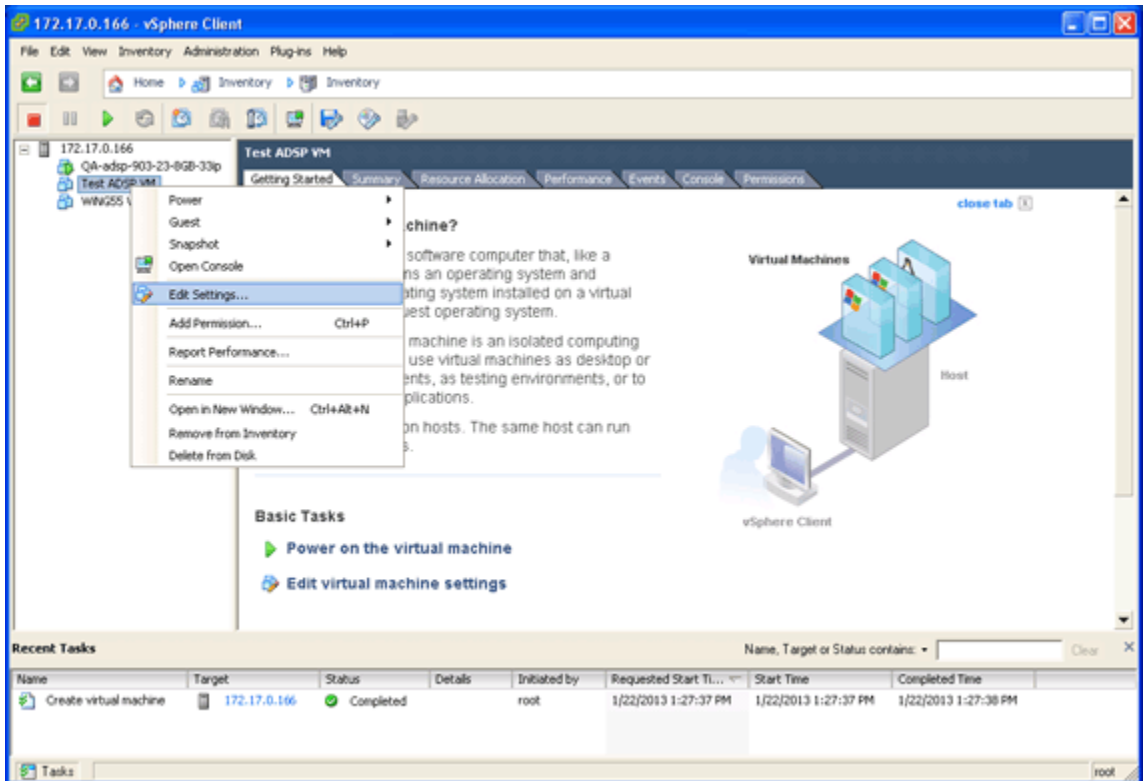 172.17.0.166 - vSphere Client
File Edit View Inventory Administration Plug-ins Help
Home Inventory Inventory
172.17.0.166
QA-adsp-903-23-8GB-33ip
Test ADSP VM
WiNG55 V
Test ADSP VM
Getting Started Summary Resource Allocation Performance Events Console Permissions
close tab
Power
Guest
Snapshot
Open Console
Edit Settings...
Add Permission... Ctrl+P
Report Performance...
Rename
Open in New Window... Ctrl+Alt+N
Remove from Inventory
Delete from Disk
chine?
software computer that, like a
ns an operating system and
ating system installed on a virtual
uest operating system.
machine is an isolated computing
use virtual machines as desktop or
ents, as testing environments, or to
plications.
on hosts. The same host can run
s.
Virtual Machines
Host
vSphere Client
Basic Tasks
Power on the virtual machine
Edit virtual machine settings
Recent Tasks
Name, Target or Status contains:
Clear
Name Target Status Details Initiated by Requested Start Ti... Start Time Completed Time
Create virtual machine 172.17.0.166 Completed root 1/22/2013 1:27:37 PM 1/22/2013 1:27:37 PM 1/22/2013 1:27:38 PM
Tasks
root